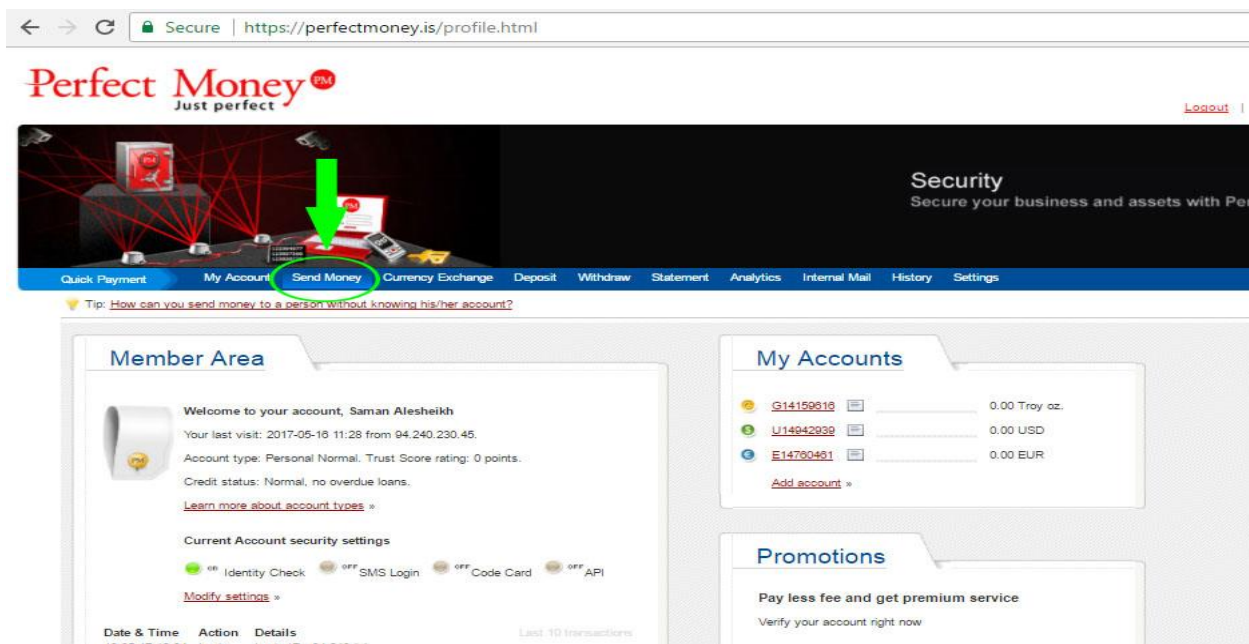 Secure | https://perfectmoney.is/profile.html
Perfect Money PM
Just perfect
Logout |
Security
Secure your business and assets with Per
Quick Payment My Account Send Money Currency Exchange Deposit Withdraw Statement Analytics Internal Mail History Settings
Tip: How can you send money to a person without knowing his/her account?
Member Area
Welcome to your account, Saman Alesheikh
Your last visit: 2017-05-16 11:28 from 94.240.230.45.
Account type: Personal Normal. Trust Score rating: 0 points.
Credit status: Normal, no overdue loans.
Learn more about account types »
Current Account security settings
ON Identity Check OFF SMS Login OFF Code Card OFF API
Modify settings »
Date & Time Action Details Last 10 transactions
My Accounts
G14159616 0.00 Troy oz.
U14942939 0.00 USD
E14760461 0.00 EUR
Add account »
Promotions
Pay less fee and get premium service
Verify your account right now